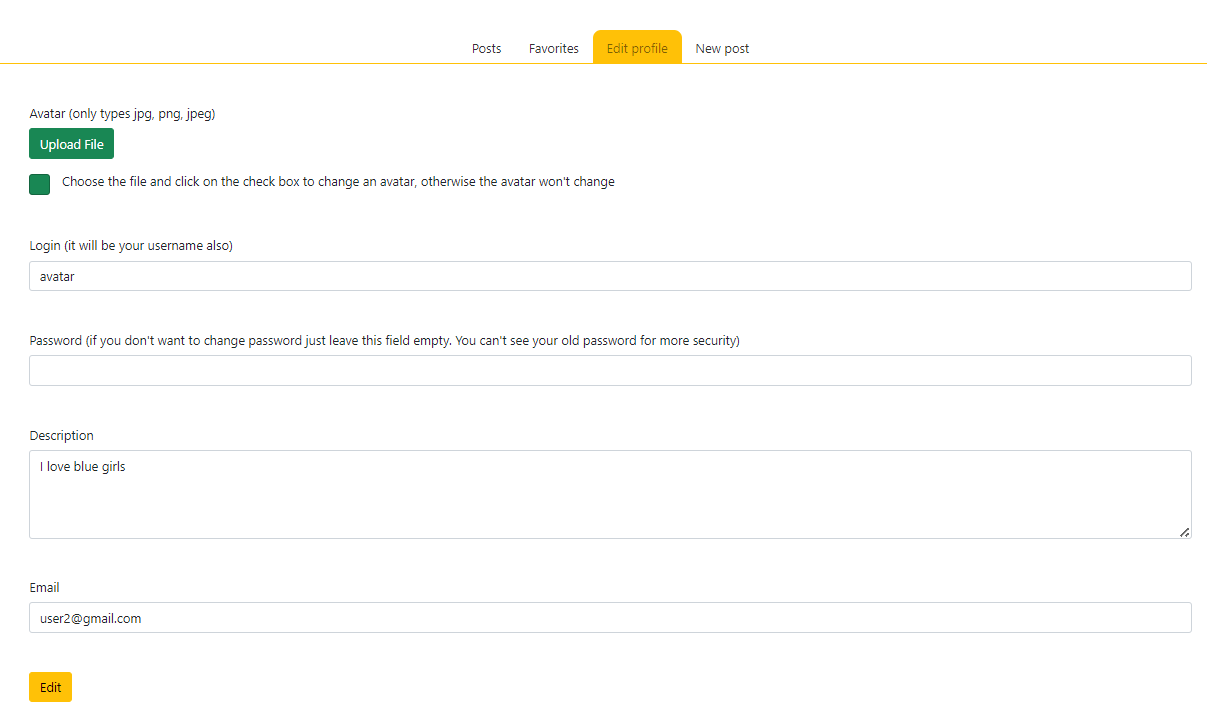 Posts Favorites Edit profile New post
Avatar (only types jpg, png, jpeg)
Upload File
Choose the file and click on the check box to change an avatar, otherwise the avatar won't change
Login (it will be your username also)
avatar
Password (if you don't want to change password just leave this field empty. You can't see your old password for more security)
Description
I love blue girls
Email
user2@gmail.com
Edit